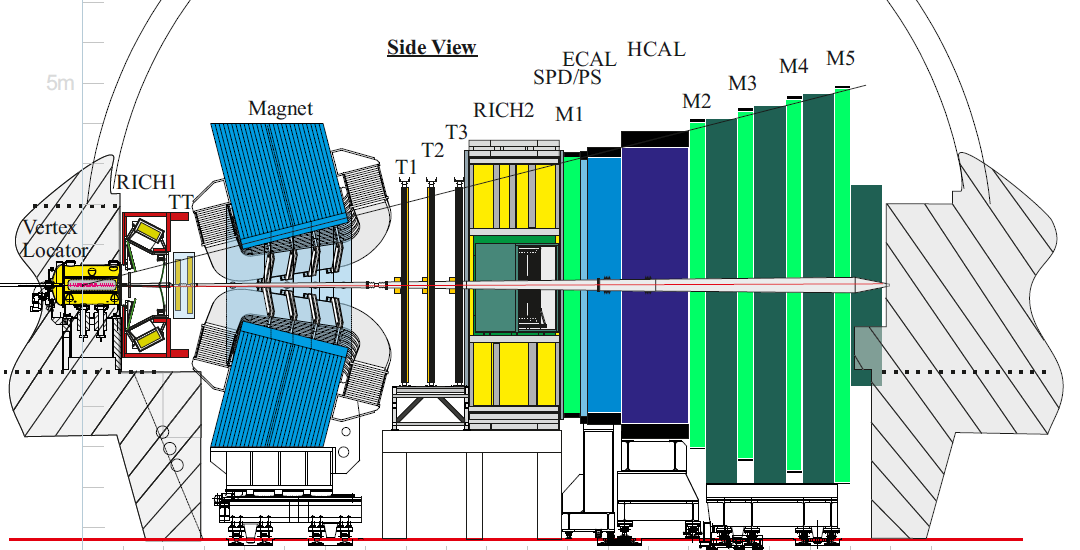 Side View
ECAL
HCAL
SPD/PS
M1
M2
M3
M4
M5
5m
Magnet
RICH2
T1
T2
T3
RICH1
TT
Vertex
Locator